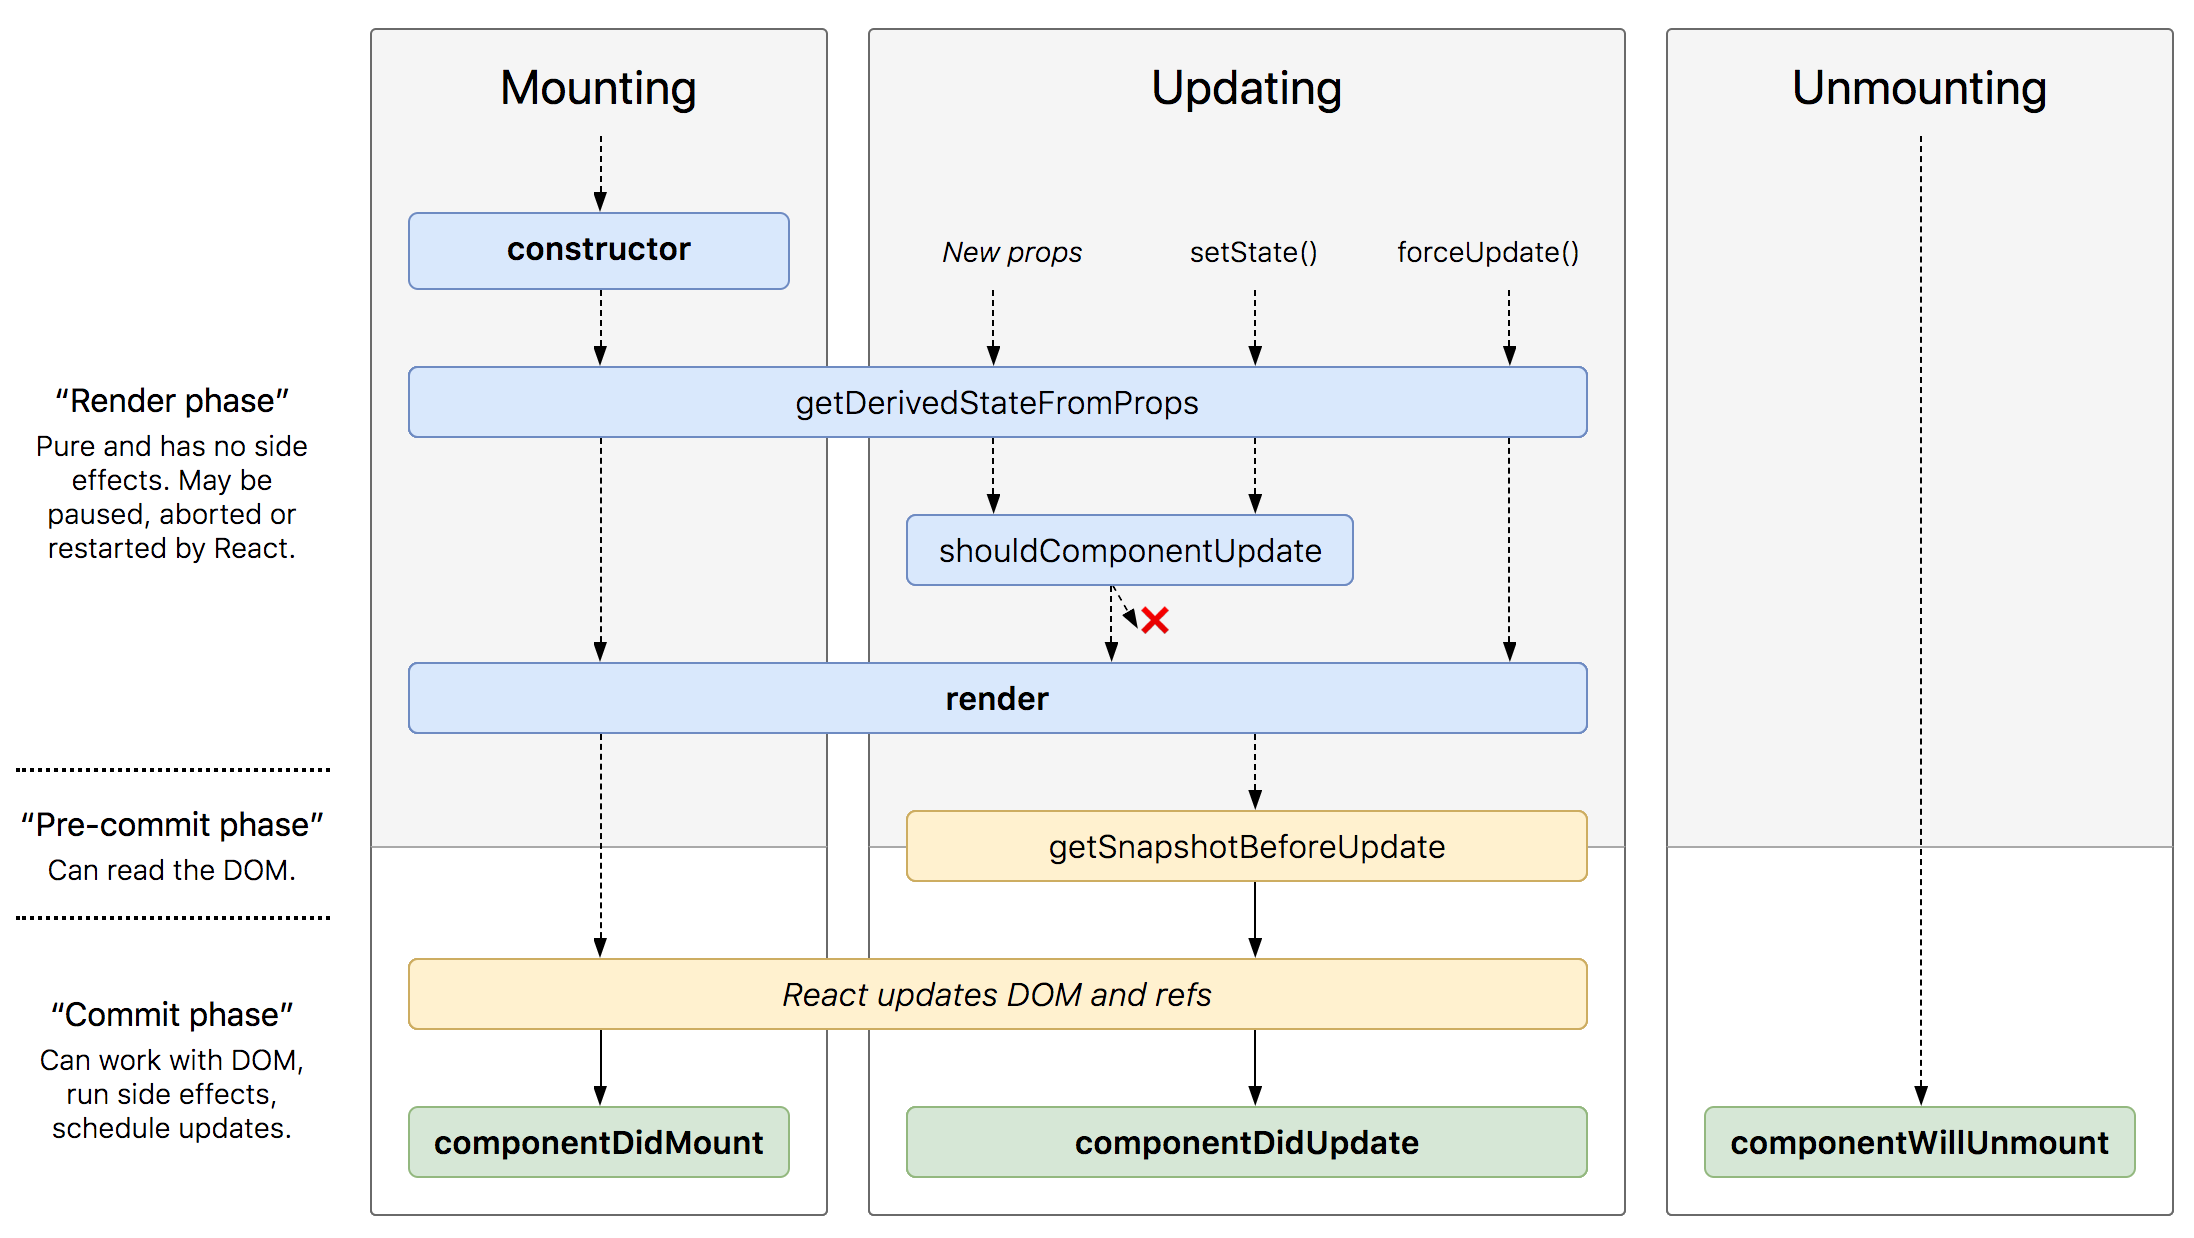 Mounting
Updating
Unmounting
constructor
New props
setState()
forceUpdate()
“Render phase”
Pure and has no side
effects. May be
paused, aborted or
restarted by React.
getDerivedStateFromProps
shouldComponentUpdate
render
“Pre-commit phase”
Can read the DOM.
getSnapshotBeforeUpdate
“Commit phase”
Can work with DOM,
run side effects,
schedule updates.
React updates DOM and refs
componentDidMount
componentDidUpdate
componentWillUnmount